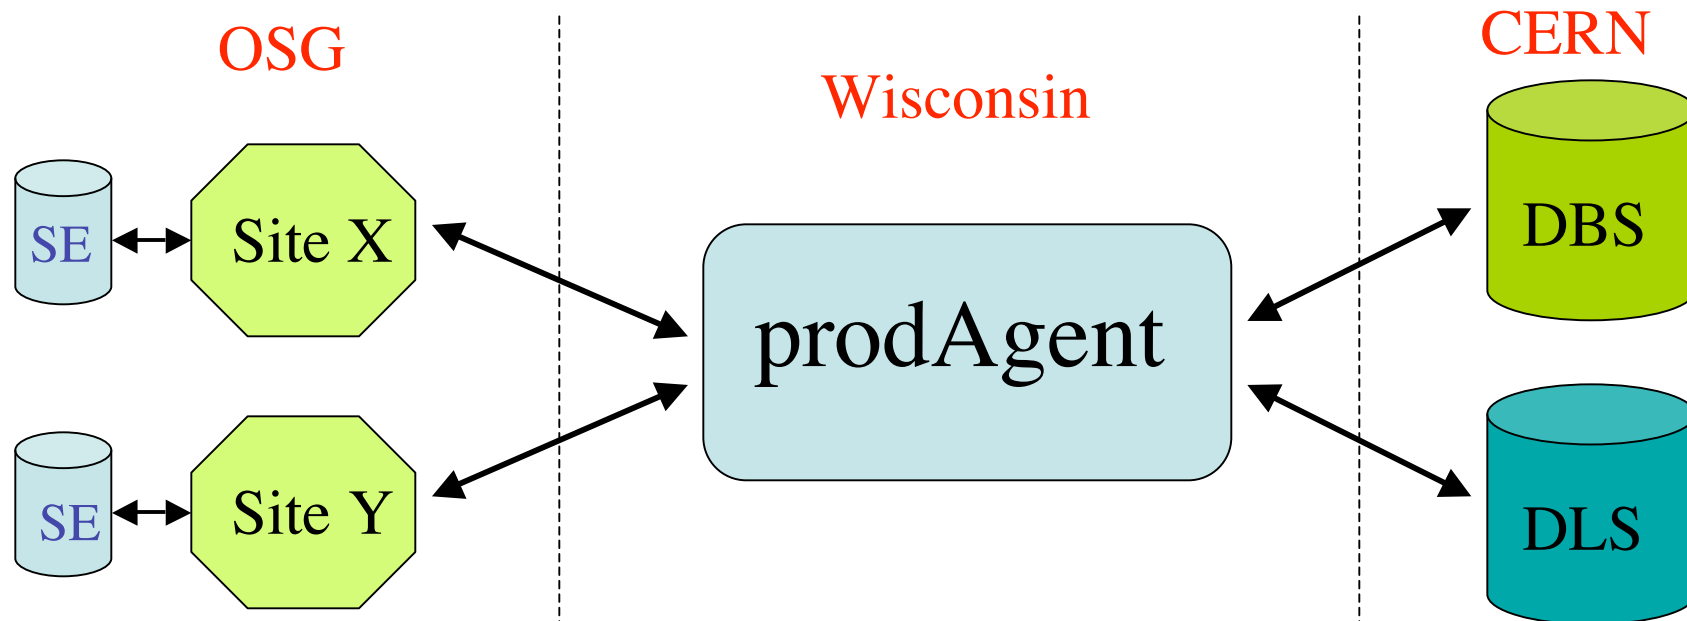 OSG
Wisconsin
CERN
SE
Site X
prodAgent
DBS
SE
Site Y
DLS